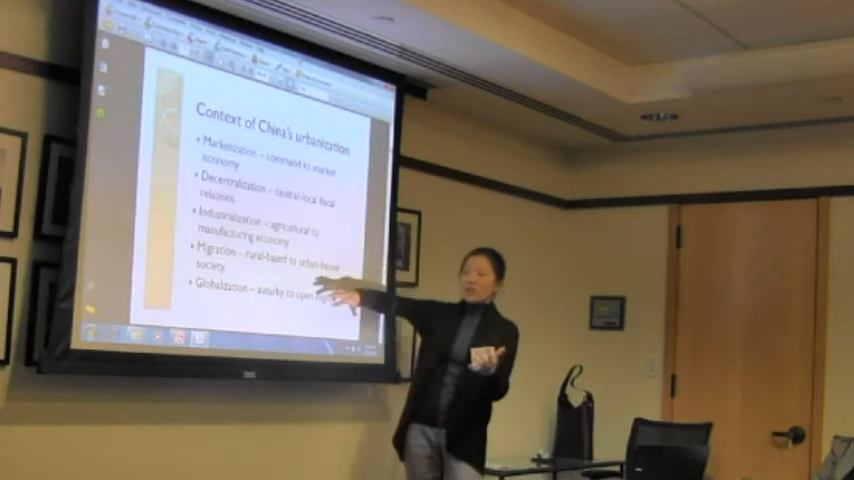 Context of China's urbanization
• Marketization – command to market
economy
• Decentralization – central-local fiscal
relations
• Industrialization – agricultural to
manufacturing economy
• Migration – rural-based to urban-based
society
• Globalization – autarky to open